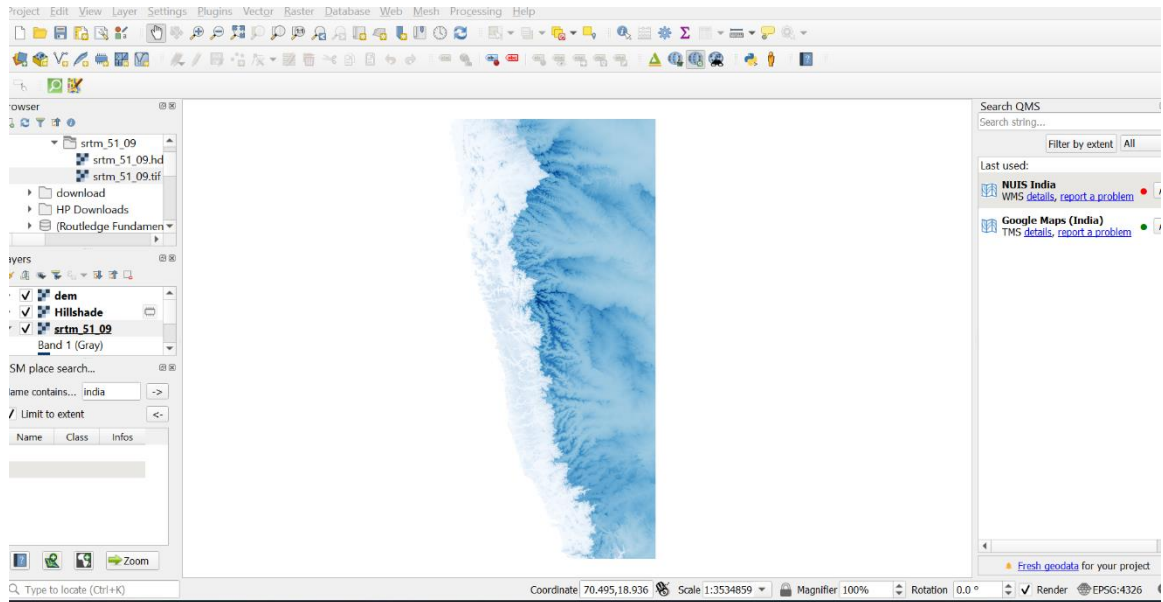 Project Edit View Layer Settings Plugins Vector Raster Database Web Mesh Processing Help
rowser
srtm_51_09
srtm_51_09.hd
srtm_51_09.tif
download
HP Downloads
(Routledge Fundamen
ayers
dem
Hillshade
srtm_51_09
Band 1 (Gray)
SM place search...
ame contains... india ->
Limit to extent <-
Name Class Infos
Zoom
Search QMS
Search string...
Filter by extent All
Last used:
NUIS India
WMS details, report a problem
Google Maps (India)
TMS details, report a problem
Fresh geodata for your project
Type to locate (Ctrl+K) Coordinate 70.495,18.936 Scale 1:3534859 Magnifier 100% Rotation 0.0 ° Render EPSG:4326